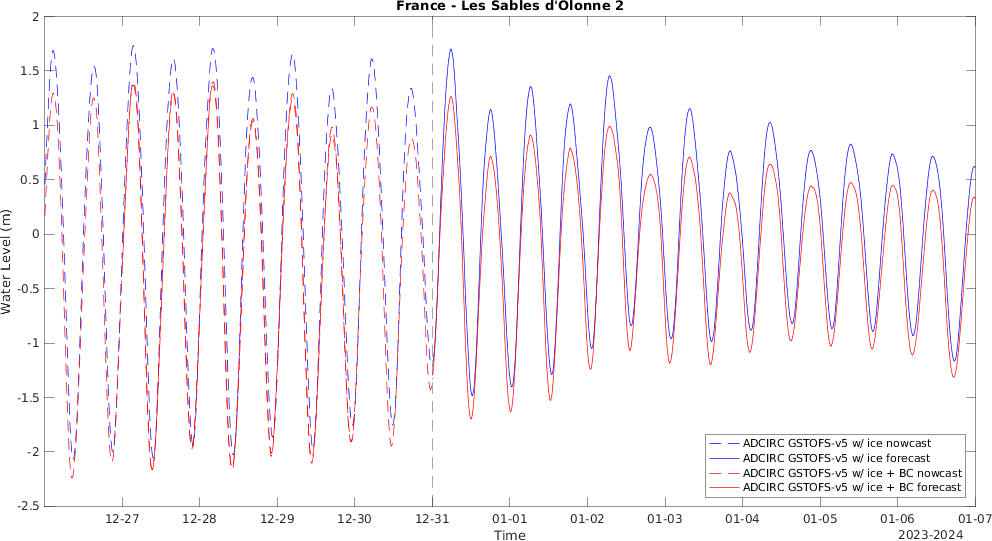 France - Les Sables d'Olonne 2
Water Level (m)
2
1.5
1
0.5
0
-0.5
-1
-1.5
-2
-2.5
ADCIRC GSTOFS-v5 w/ ice nowcast
ADCIRC GSTOFS-v5 w/ ice forecast
ADCIRC GSTOFS-v5 w/ ice + BC nowcast
ADCIRC GSTOFS-v5 w/ ice + BC forecast
12-27 12-28 12-29 12-30 12-31 01-01 01-02 01-03 01-04 01-05 01-06 01-07
Time
2023-2024